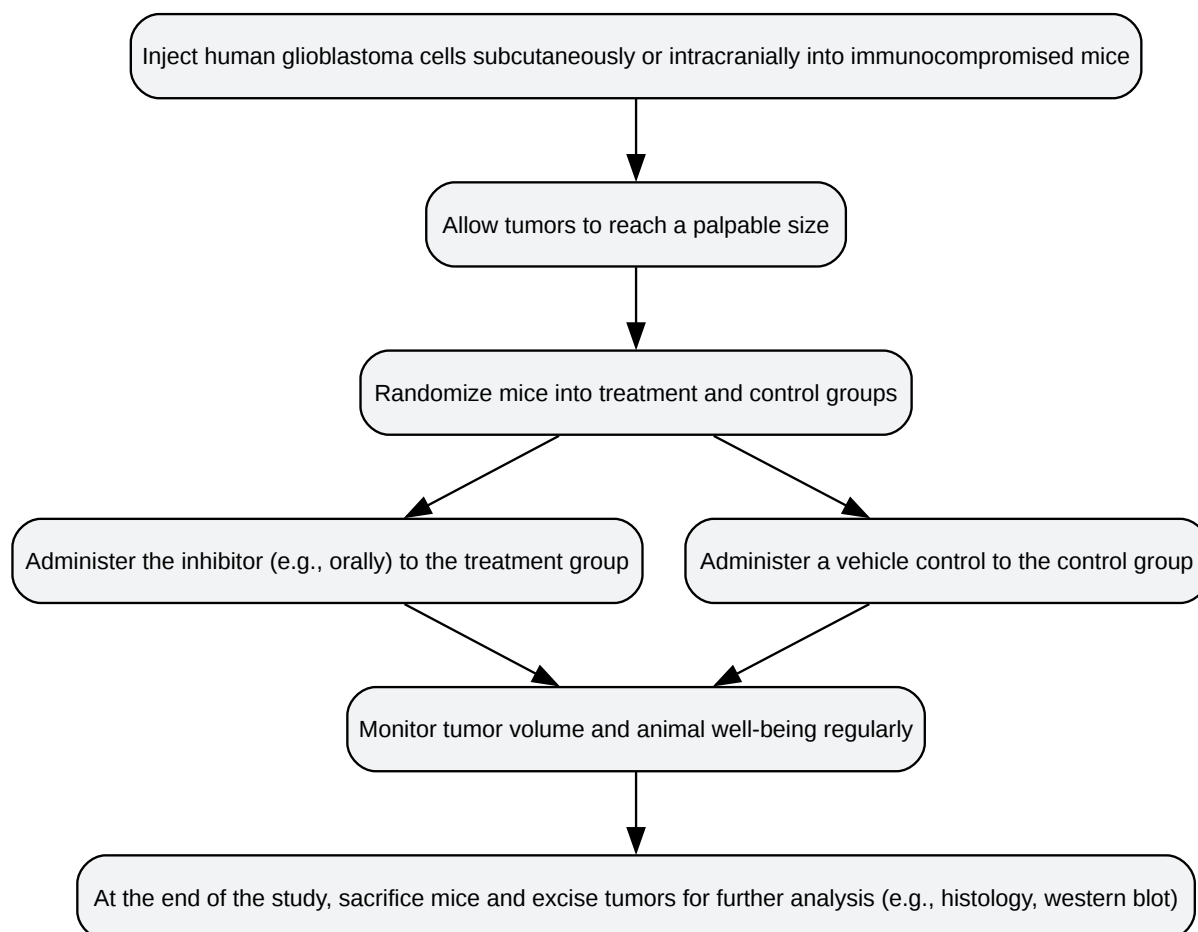 Inject human glioblastoma cells subcutaneously or intracranially into immunocompromised mice
Allow tumors to reach a palpable size
Randomize mice into treatment and control groups
Administer the inhibitor (e.g., orally) to the treatment group
Administer a vehicle control to the control group
Monitor tumor volume and animal well-being regularly
At the end of the study, sacrifice mice and excise tumors for further analysis (e.g., histology, western blot)